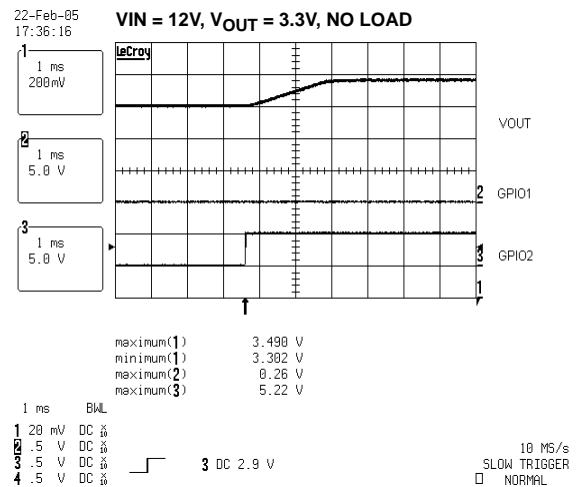 22-Feb-05
17:36:16
VIN = 12V, VOUT = 3.3V, NO LOAD
LeCroy
1
1 ms
200mV
2
1 ms
5.0 V
3
1 ms
5.0 V
VOUT
2 GPIO1
3 GPIO2
1
maximum(1) 3.490 V
minimum(1) 3.302 V
maximum(2) 0.26 V
maximum(3) 5.22 V
1 ms BWL
1 20 mV DC X10
2 .5 V DC X10
3 .5 V DC X10
4 .5 V DC X10
3 DC 2.9 V
10 MS/s
SLOW TRIGGER
NORMAL